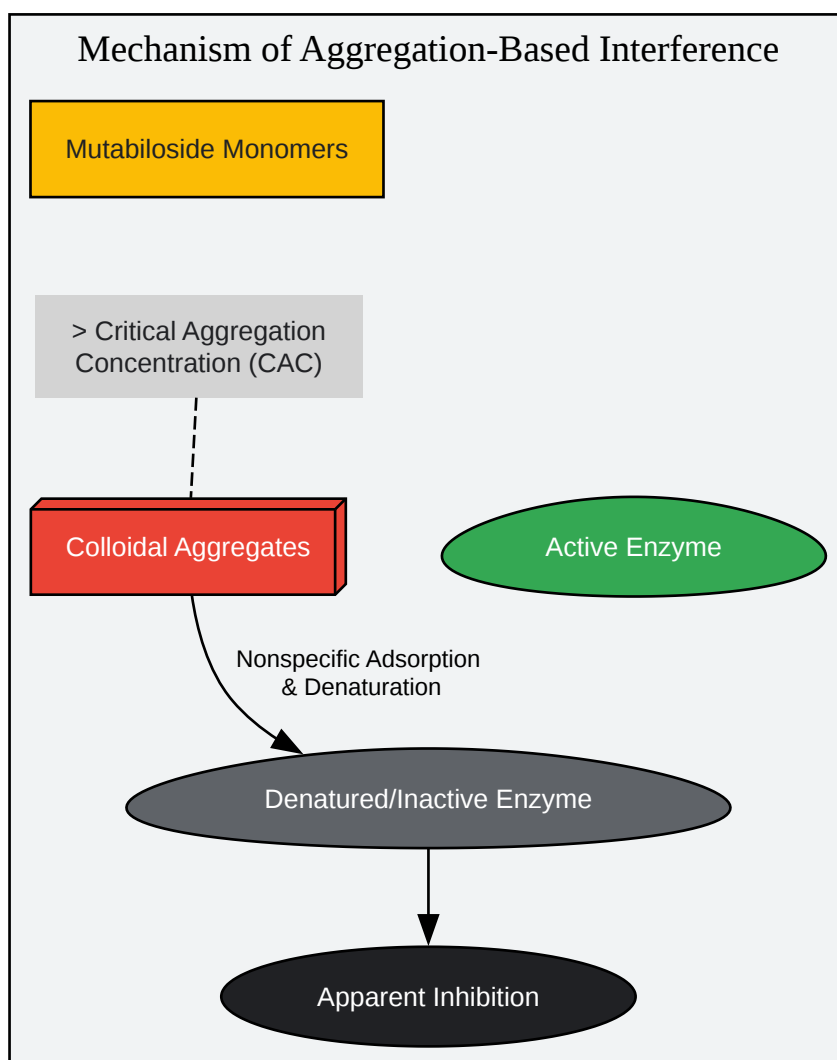 Mechanism of Aggregation-Based Interference
Mutabiloside Monomers
> Critical Aggregation
Concentration (CAC)
Colloidal Aggregates
Active Enzyme
Nonspecific Adsorption
& Denaturation
Denatured/Inactive Enzyme
Apparent Inhibition